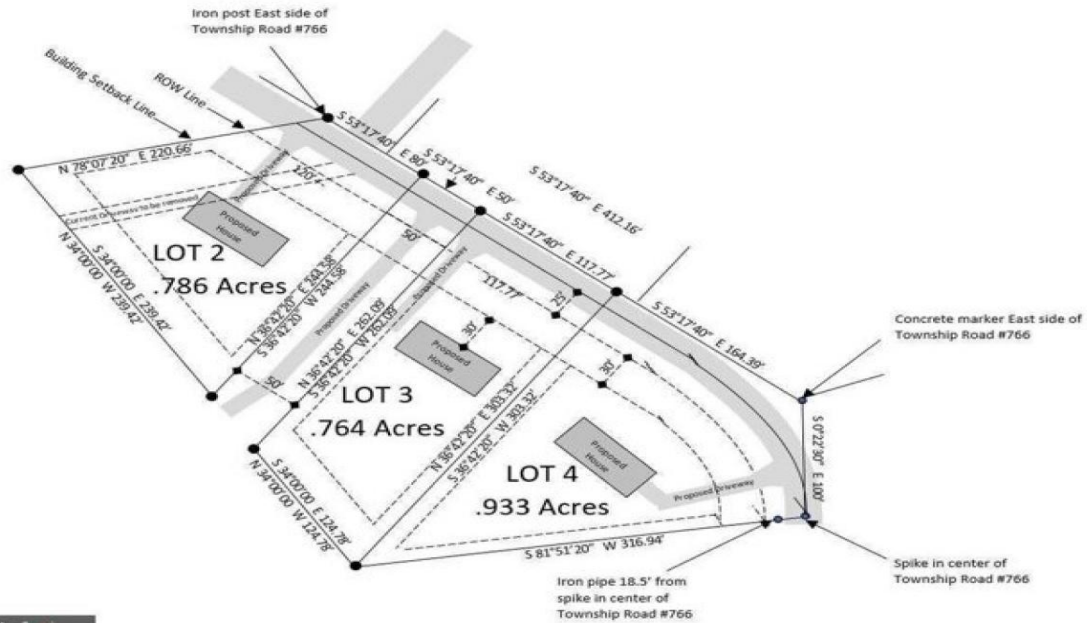 Iron post East side of
Township Road #766
Building Setback Line
ROW Line
S 53°17'40" E 80'
S 53°17'40" E 50'
S 53°17'40" E 412.16'
N 78°07'20" E 220.66'
120'
Proposed Driveway
Current Driveway to be removed
Proposed
House
50'
S 53°17'40" E 117.77'
LOT 2
.786 Acres
S 34°00'00" E 239.42'
N 34°00'00" W 239.42'
N 36°42'20" E 244.58'
S 36°42'20" W 244.58'
Proposed Driveway
Proposed Driveway
117.77'
25'
S 53°17'40" E 164.39'
Concrete marker East side of
Township Road #766
N 36°42'20" E 262.09'
S 36°42'20" W 262.09'
30'
Proposed
House
50'
30'
LOT 3
.764 Acres
N 36°42'20" E 303.32'
S 36°42'20" W 303.32'
S 0°22'30" E 100'
Proposed
House
LOT 4
.933 Acres
Proposed Driveway
S 34°00'00" E 124.78'
N 34°00'00" W 124.78'
S 81°51'20" W 316.94'
Iron pipe 18.5' from
spike in center of
Township Road #766
Spike in center of
Township Road #766